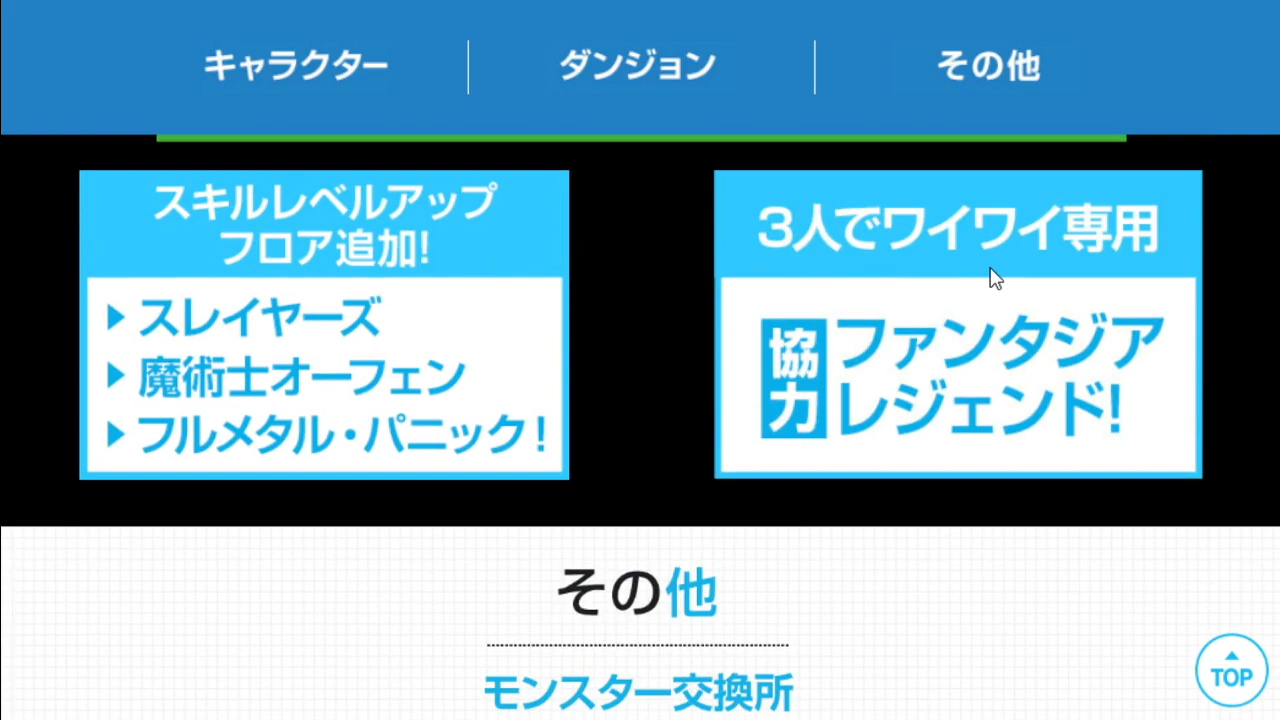 キャラクター
ダンジョン
その他
スキルレベルアップ
フロア追加!
スレイヤーズ
魔術士オーフェン
フルメタル・パニック!
3人でワイワイ専用
協力
ファンタジア
レジェンド!
その他
モンスター交換所
TOP